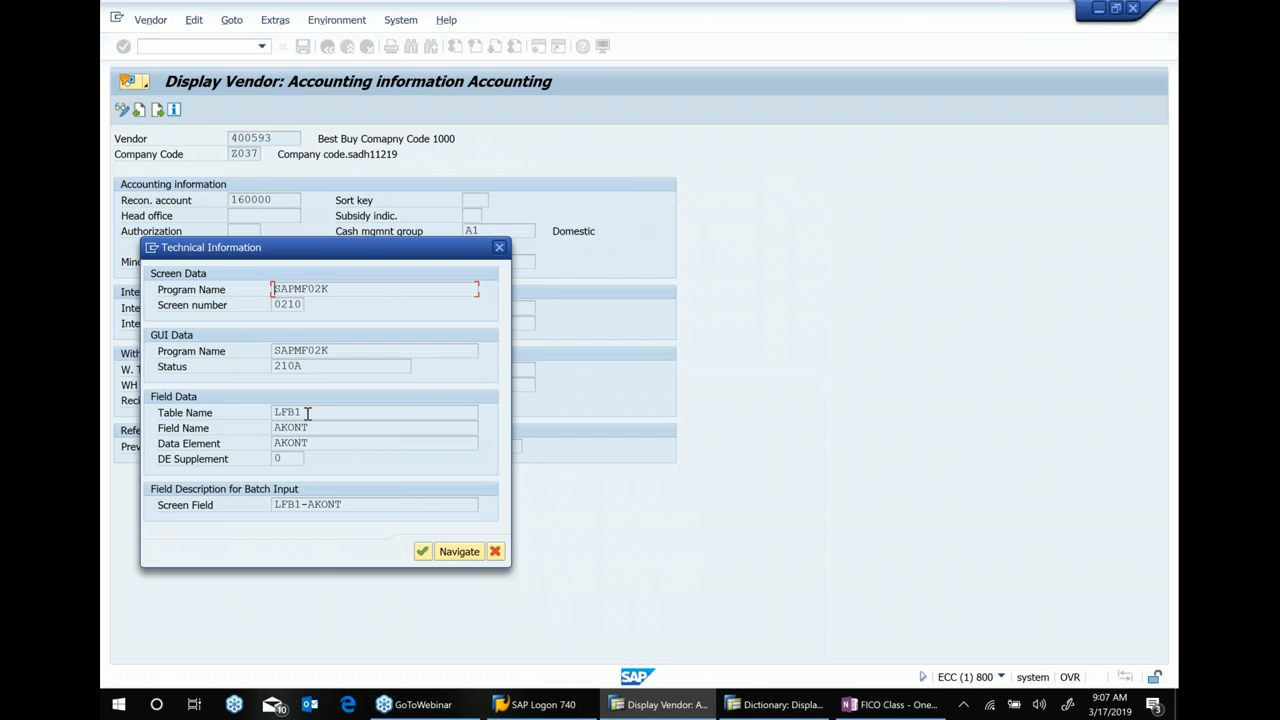 Vendor Edit Goto Extras Environment System Help
Display Vendor: Accounting information Accounting
Vendor 400593 Best Buy Comapny Code 1000
Company Code Z037 Company code.sadh11219
Accounting information
Recon. account 160000 Sort key
Head office Subsidy indic.
Authorization Cash mgmnt group A1 Domestic
Technical Information
Screen Data
Program Name SAPMF02K
Screen number 0210
GUI Data
Program Name SAPMF02K
Status 210A
Field Data
Table Name LFB1
Field Name AKONT
Data Element AKONT
DE Supplement 0
Field Description for Batch Input
Screen Field LFB1-AKONT
Navigate
SAP
ECC (1) 800 system OVR
10 GoToWebinar SAP Logon 740 Display Vendor: A... Dictionary: Displa... FICO Class - One... 9:07 AM
3/17/2019 3